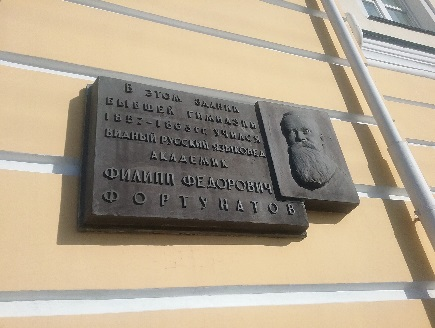 В ЭТОМ ЗДАНИИ
БЫВШЕЙ ГИМНАЗИИ
1857-1863 ГГ УЧИЛСЯ
ВИДНЫЙ РУССКИЙ ЯЗЫКОВЕД
АКАДЕМИК
ФИЛИПП ФЕДОРОВИЧ
ФОРТУНАТОВ